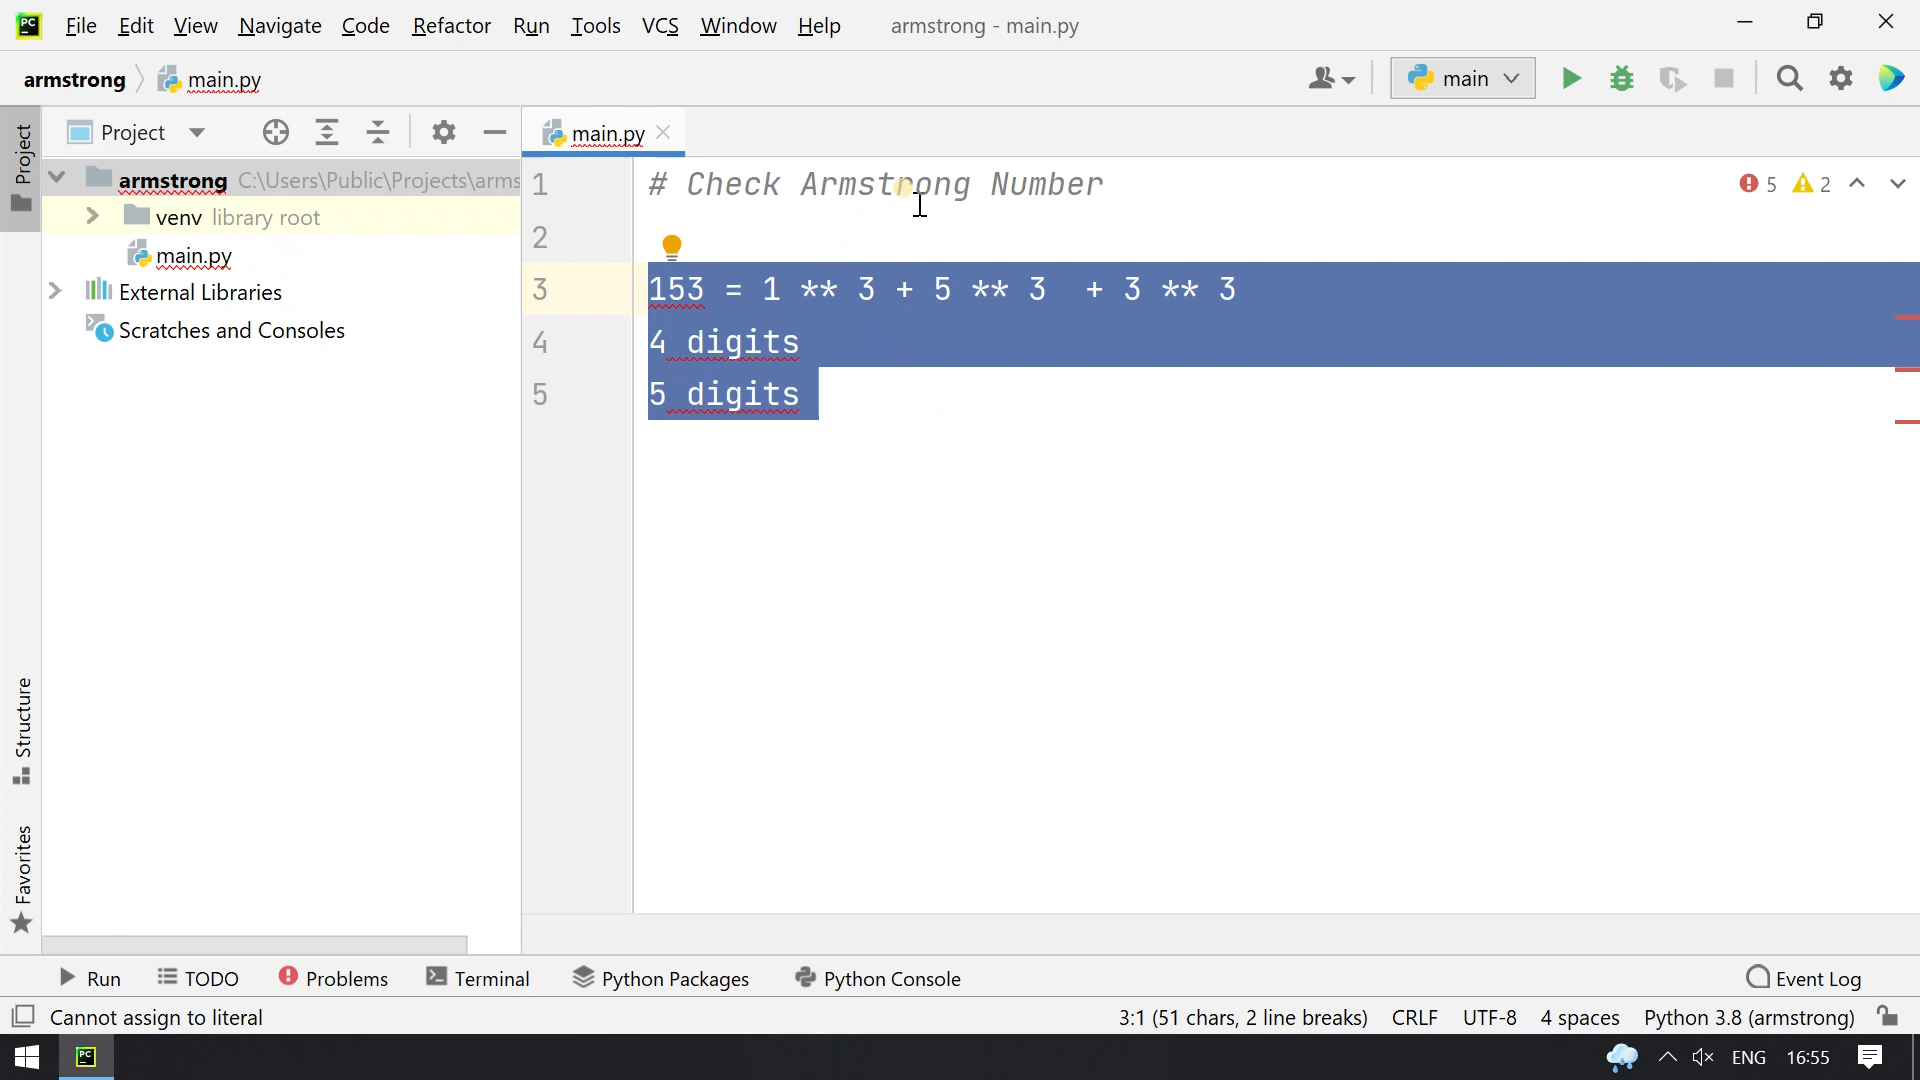 PC File Edit View Navigate Code Refactor Run Tools VCS Window Help armstrong - main.py
armstrong main.py main
Project Project main.py
armstrong C:\Users\Public\Projects\arms
venv library root
main.py
External Libraries
Scratches and Consoles
1 # Check Armstrong Number 5 2
2
3 153 = 1 ** 3 + 5 ** 3  + 3 ** 3
4 4 digits
5 5 digits
Structure
Favorites
Run TODO Problems Terminal Python Packages Python Console Event Log
Cannot assign to literal 3:1 (51 chars, 2 line breaks) CRLF UTF-8 4 spaces Python 3.8 (armstrong)
PC ENG 16:55